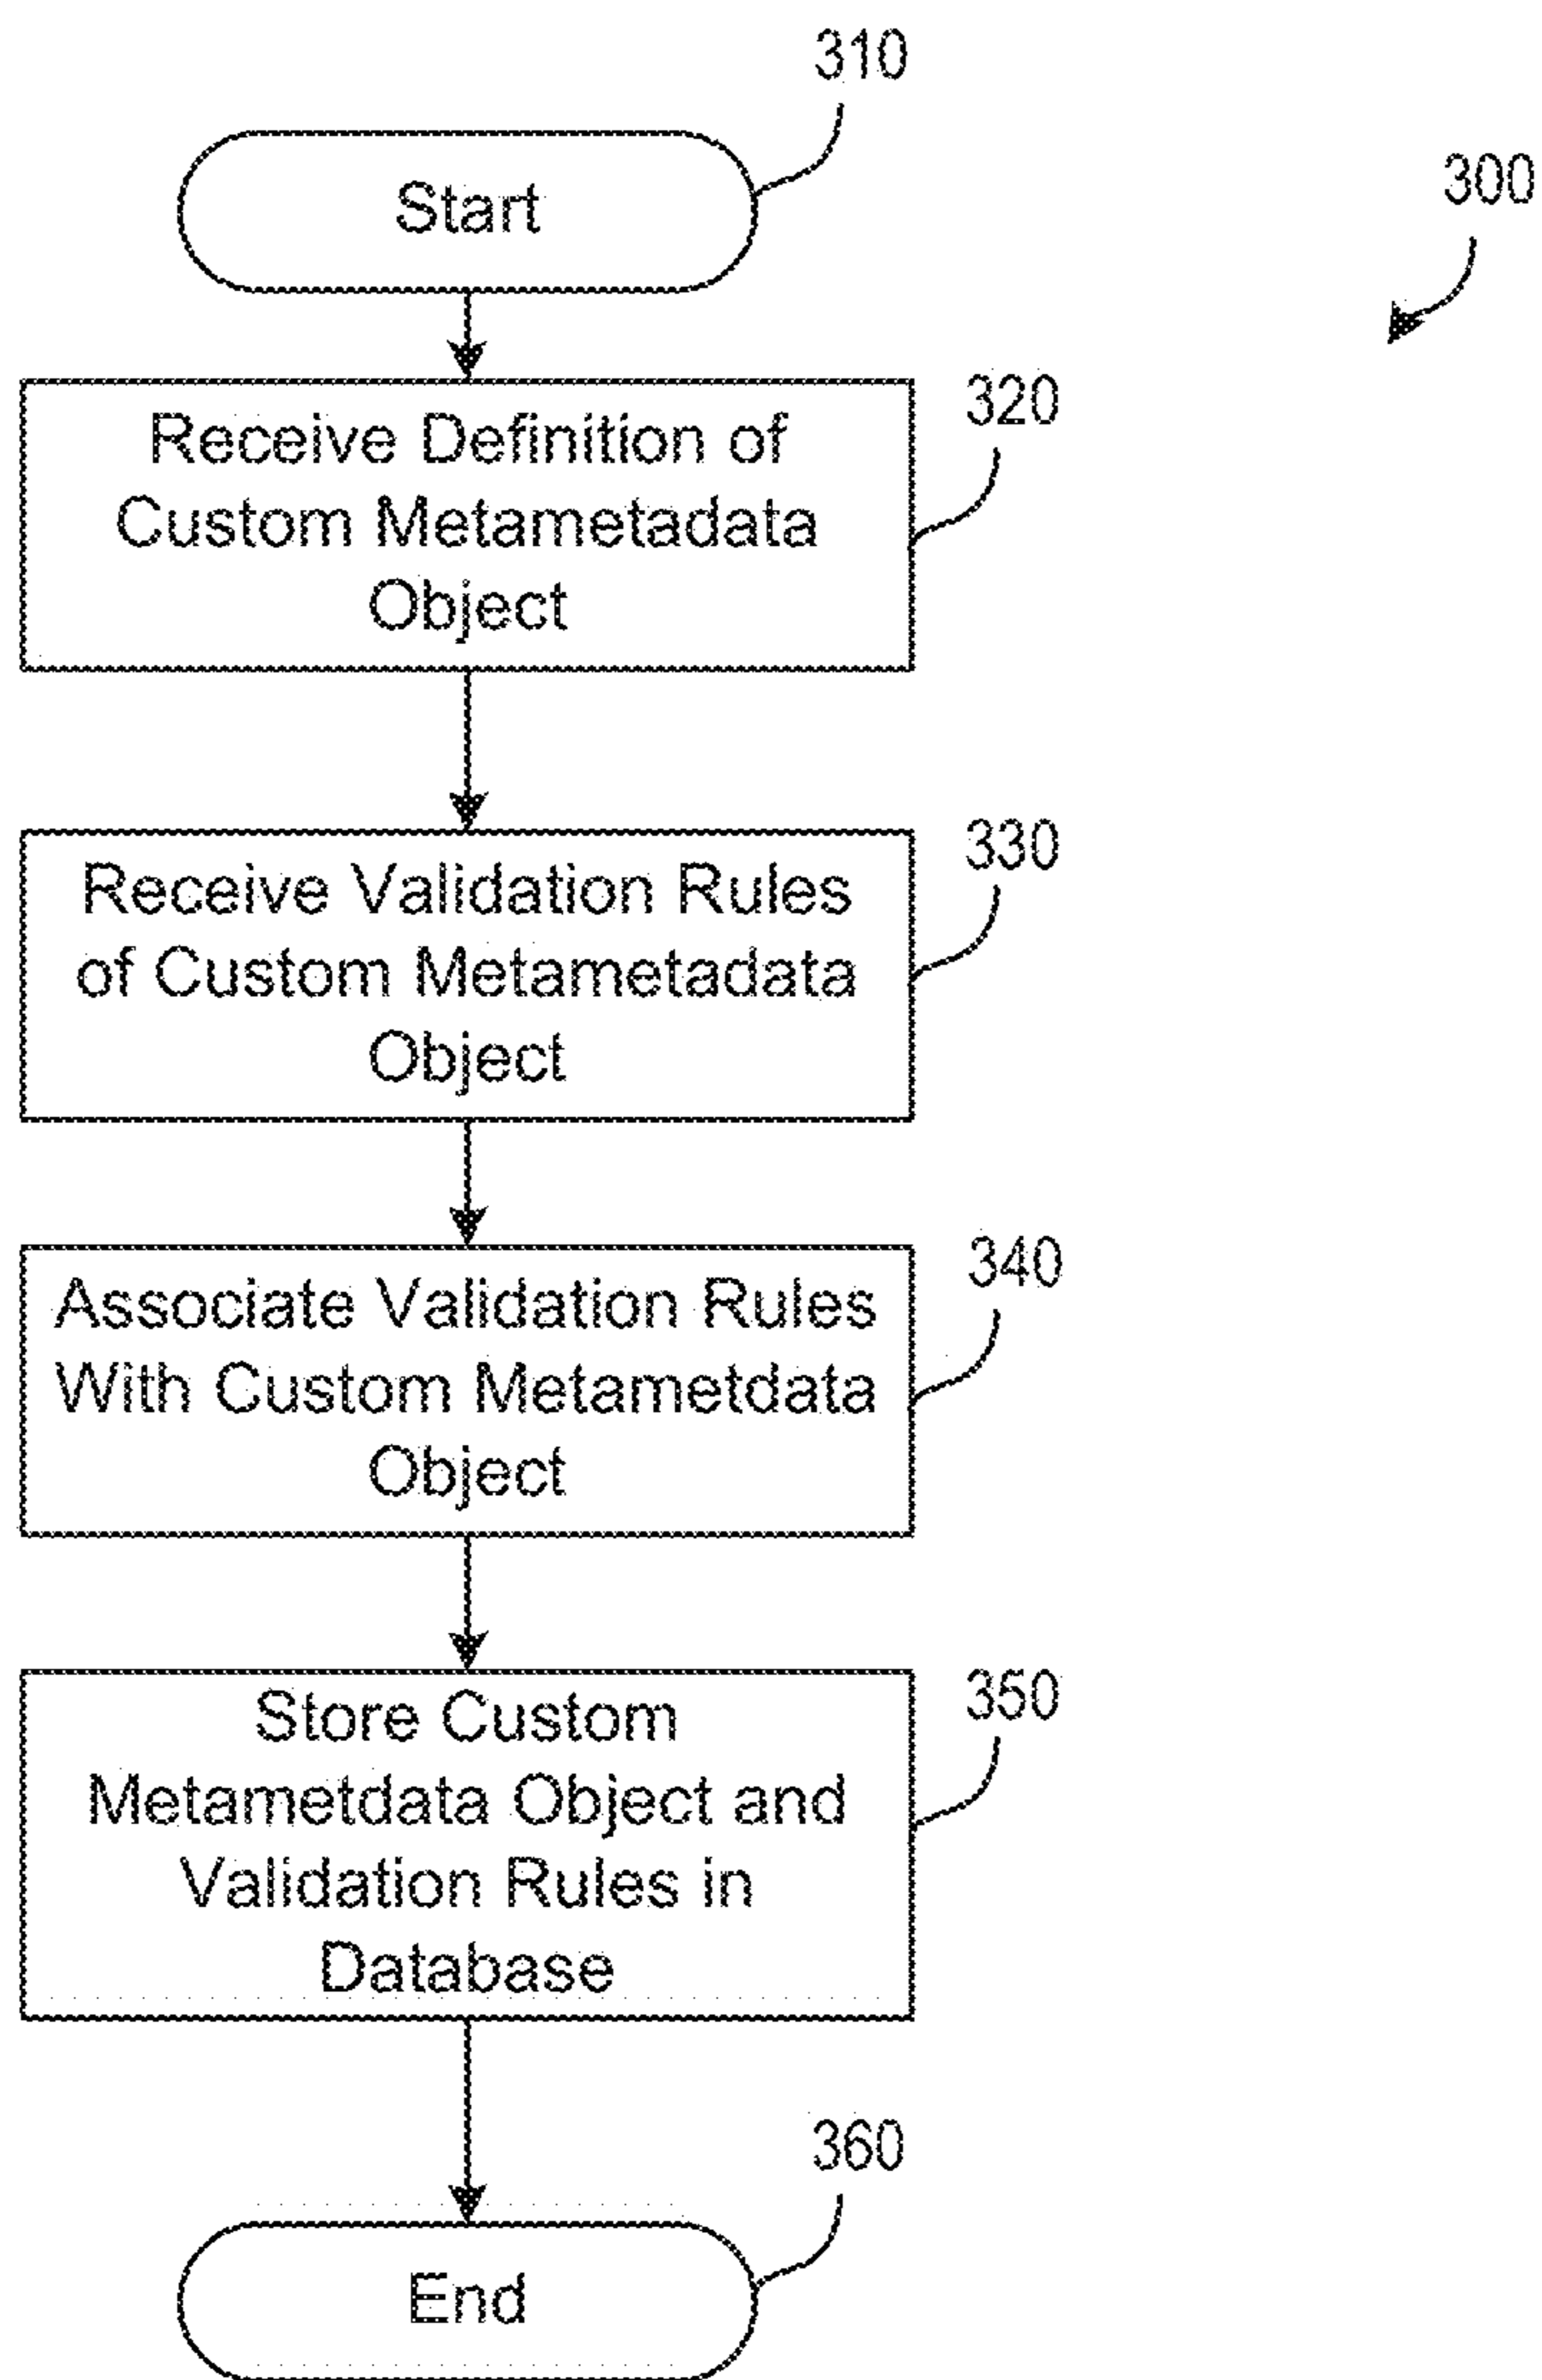 310
Start
300
320
Receive Definition of
Custom Metametadata
Object
330
Receive Validation Rules
of Custom Metametadata
Object
340
Associate Validation Rules
With Custom Metametdata
Object
350
Store Custom
Metametdata Object and
Validation Rules in
Database
360
End